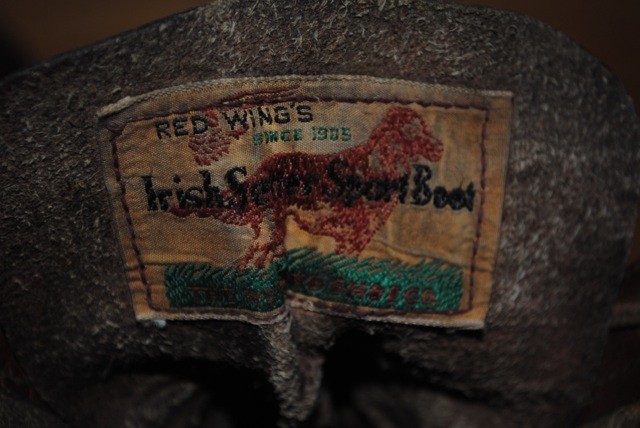 RED WING'S
SINCE 1905
Irish Setter Sport Boot